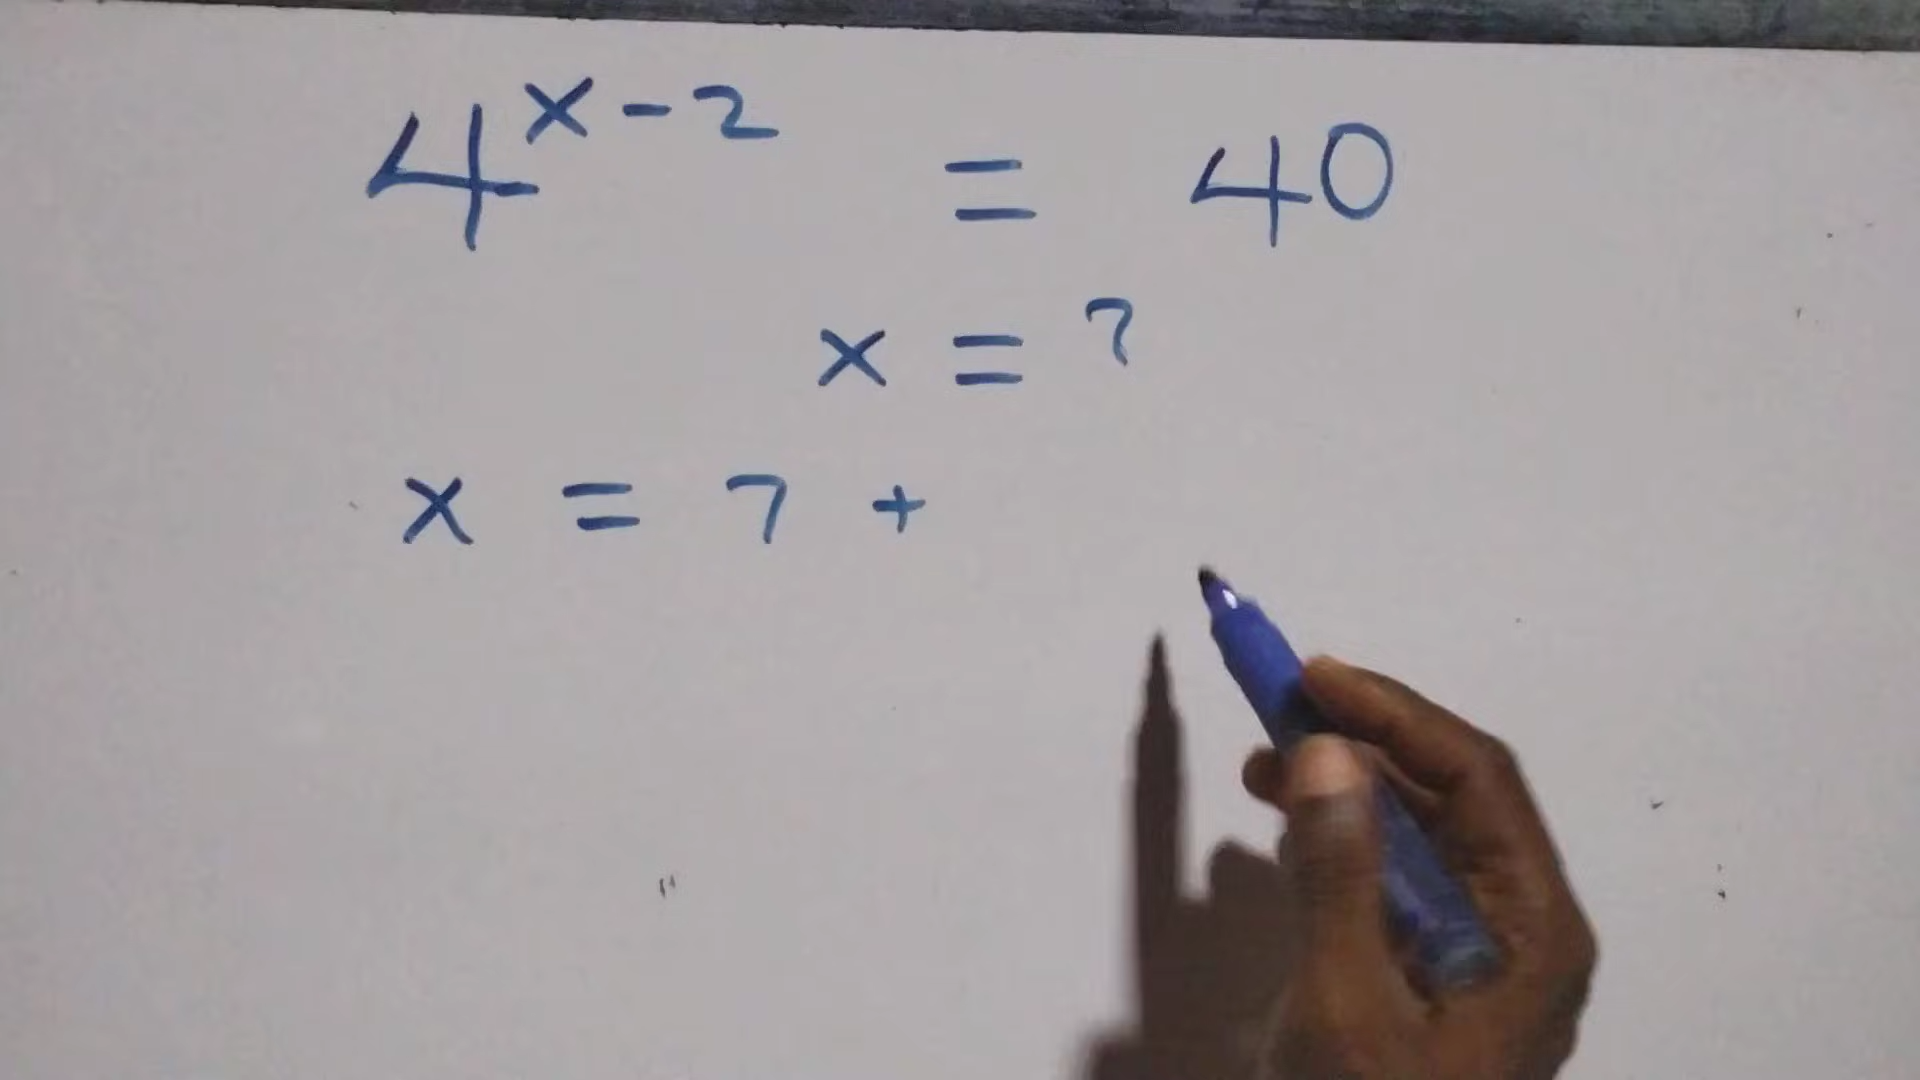 4^{x-2} = 40
x = ?
x = 7 +